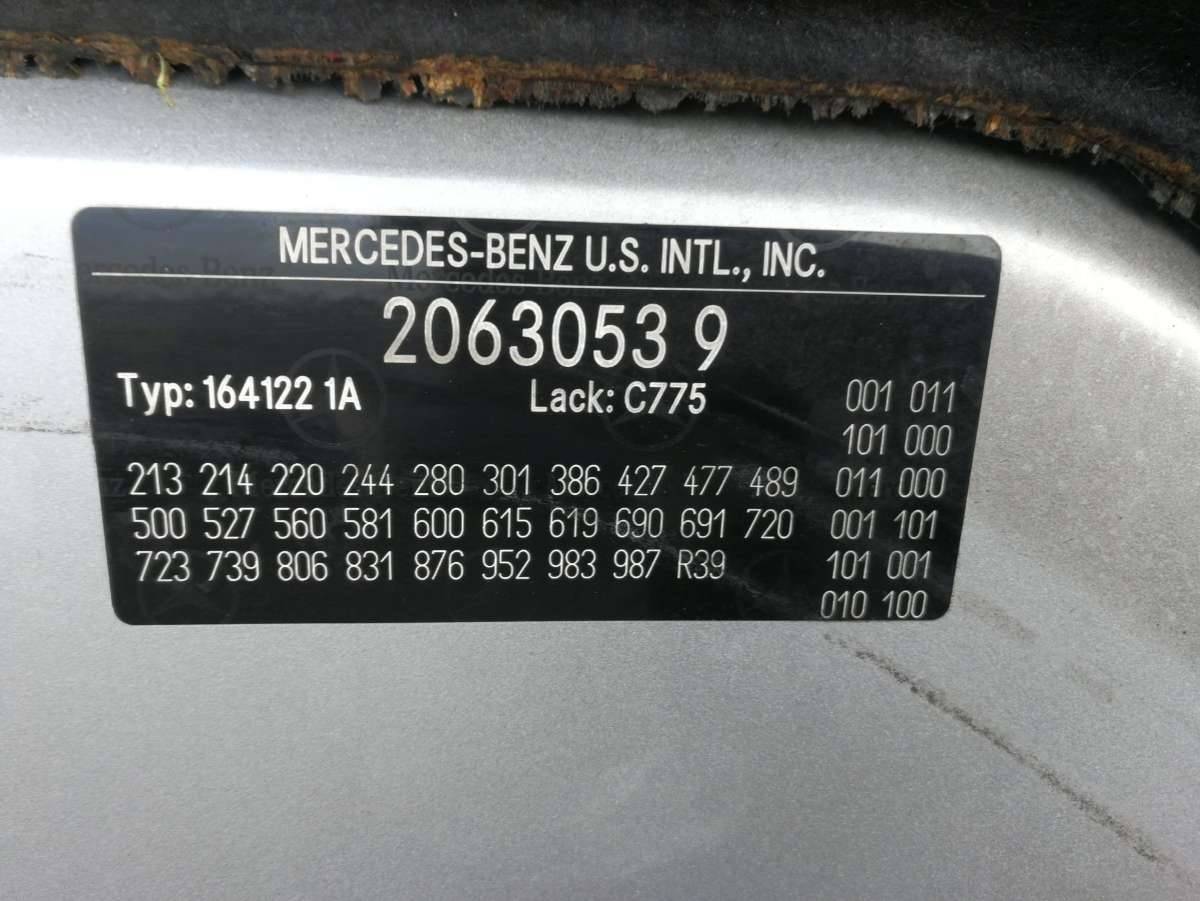 MERCEDES-BENZ U.S. INTL., INC.
2063053 9
Typ: 164122 1A Lack: C775 001 011
101 000
213 214 220 244 280 301 386 427 477 489 011 000
500 527 560 581 600 615 619 690 691 720 001 101
723 739 806 831 876 952 983 987 R39 101 001
010 100